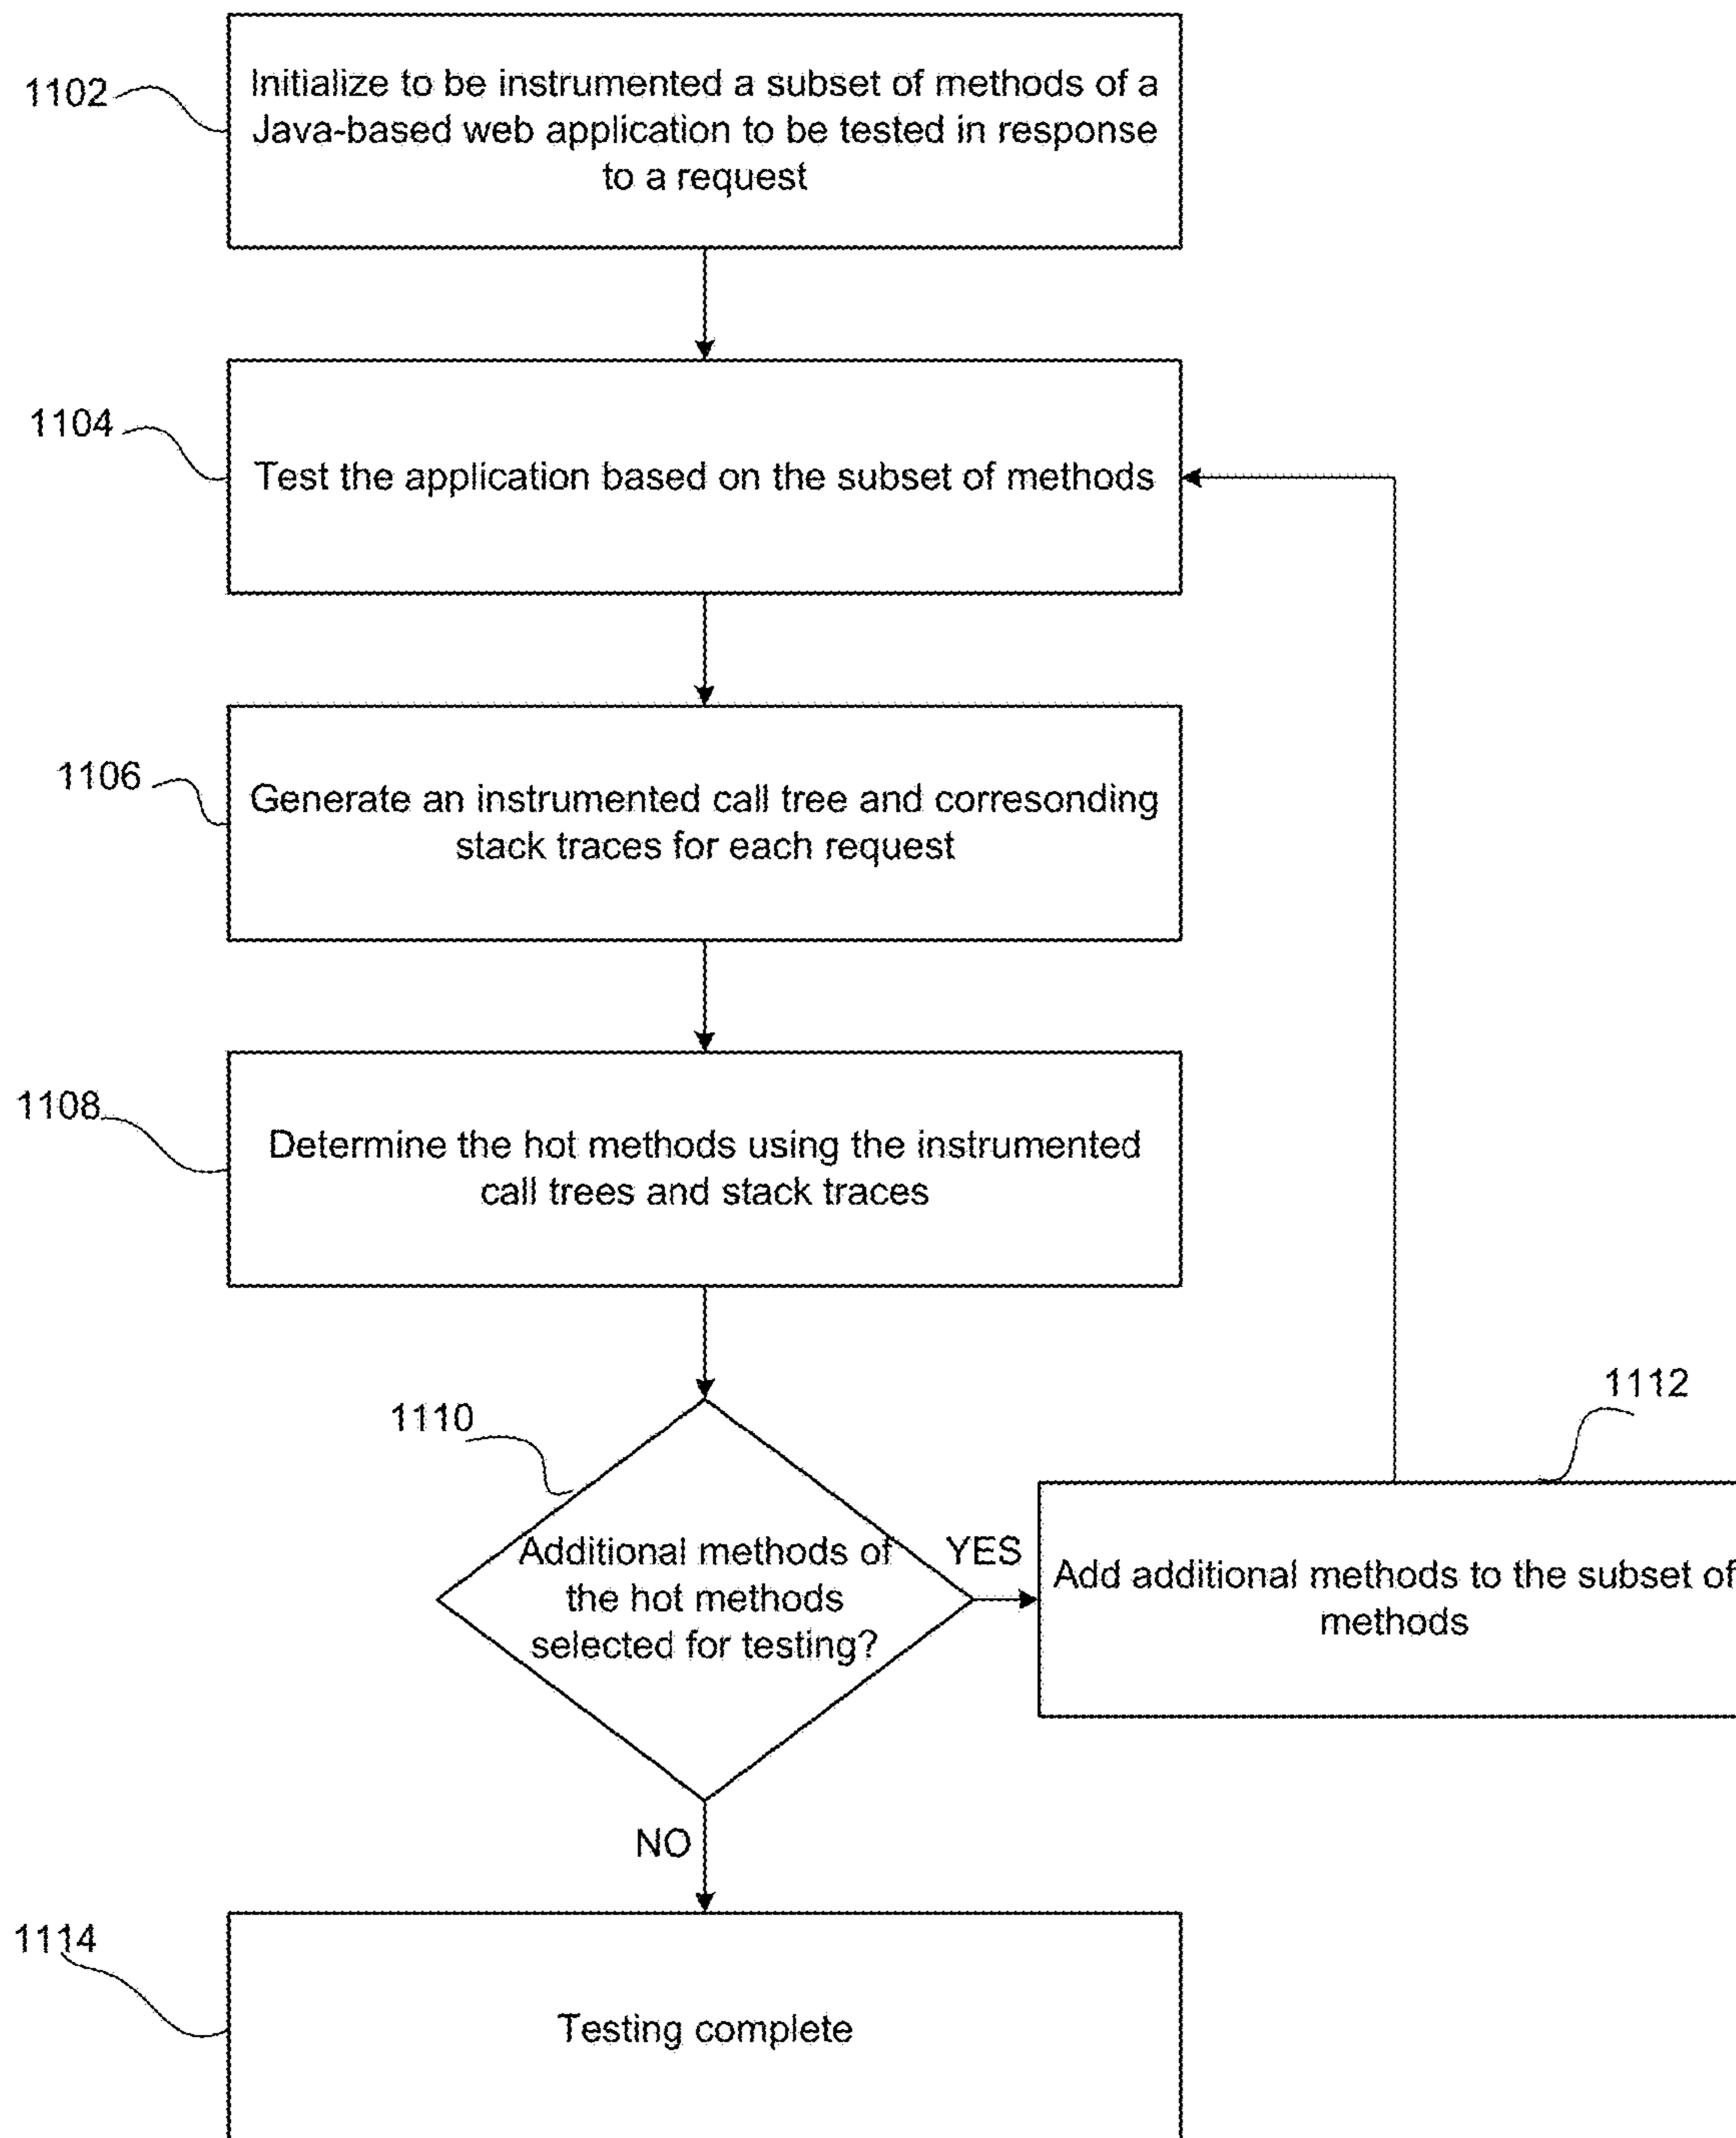 1102
Initialize to be instrumented a subset of methods of a
Java-based web application to be tested in response
to a request
1104
Test the application based on the subset of methods
1106
Generate an instrumented call tree and corresonding
stack traces for each request
1108
Determine the hot methods using the instrumented
call trees and stack traces
1110
Additional methods of
the hot methods
selected for testing?
YES
1112
Add additional methods to the subset of
methods
NO
1114
Testing complete